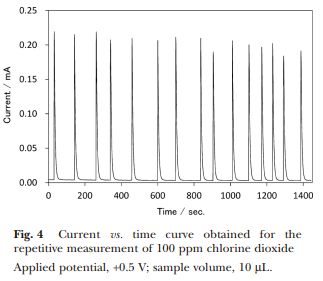 0.25
0.20
0.15
0.10
0.05
0.00
Current / mA
0 200 400 600 800 1000 1200 1400
Time / sec.
Fig. 4 Current vs. time curve obtained for the
repetitive measurement of 100 ppm chlorine dioxide
Applied potential, +0.5 V; sample volume, 10 μL.